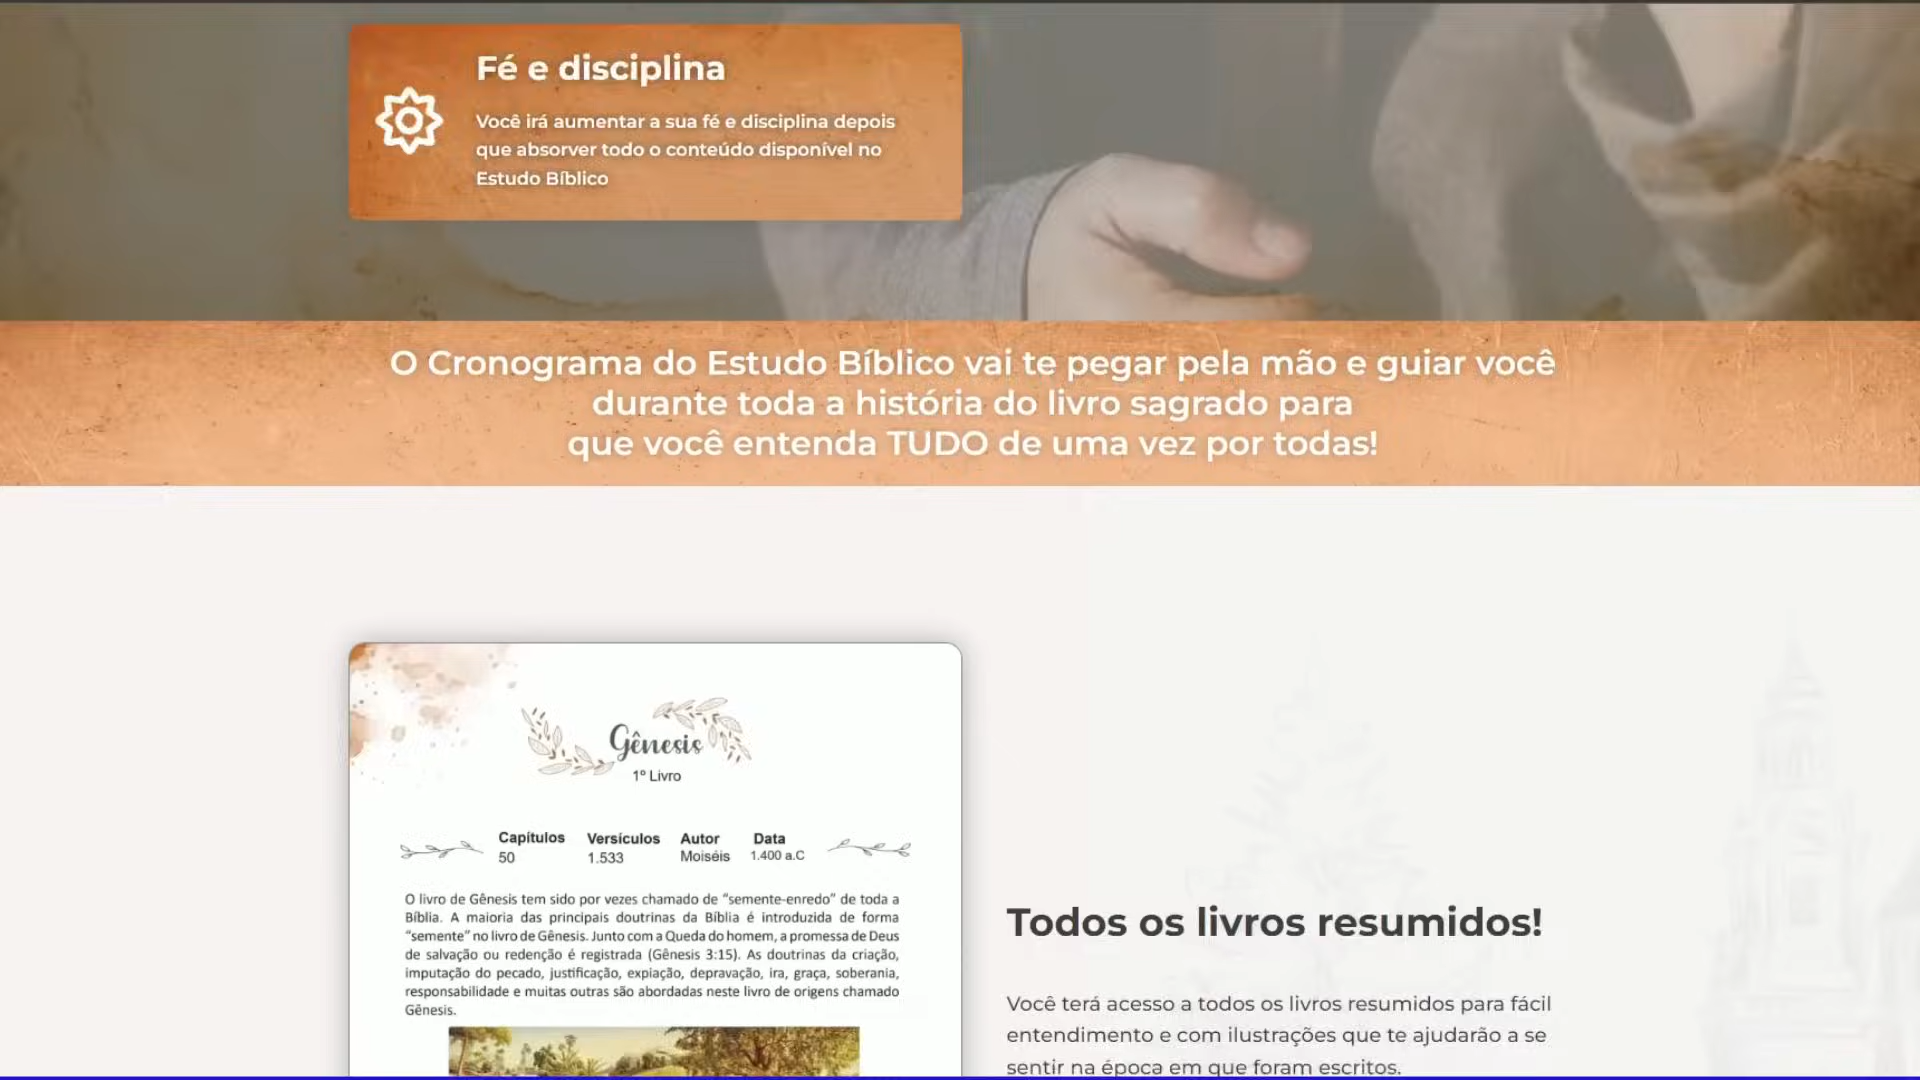 Fé e disciplina
Você irá aumentar a sua fé e disciplina depois
que absorver todo o conteúdo disponível no
Estudo Bíblico
O Cronograma do Estudo Bíblico vai te pegar pela mão e guiar você
durante toda a história do livro sagrado para
que você entenda TUDO de uma vez por todas!
Gênesis
1º Livro
Capítulos Versículos Autor Data
50 1.533 Moiséis 1.400 a.C
O livro de Gênesis tem sido por vezes chamado de “semente-enredo” de toda a
Bíblia. A maioria das principais doutrinas da Bíblia é introduzida de forma
“semente” no livro de Gênesis. Junto com a Queda do homem, a promessa de Deus
de salvação ou redenção é registrada (Gênesis 3:15). As doutrinas da criação,
imputação do pecado, justificação, expiação, depravação, ira, graça, soberania,
responsabilidade e muitas outras são abordadas neste livro de origens chamado
Gênesis.
Todos os livros resumidos!
Você terá acesso a todos os livros resumidos para fácil
entendimento e com ilustrações que te ajudarão a se
sentir na época em que foram escritos.